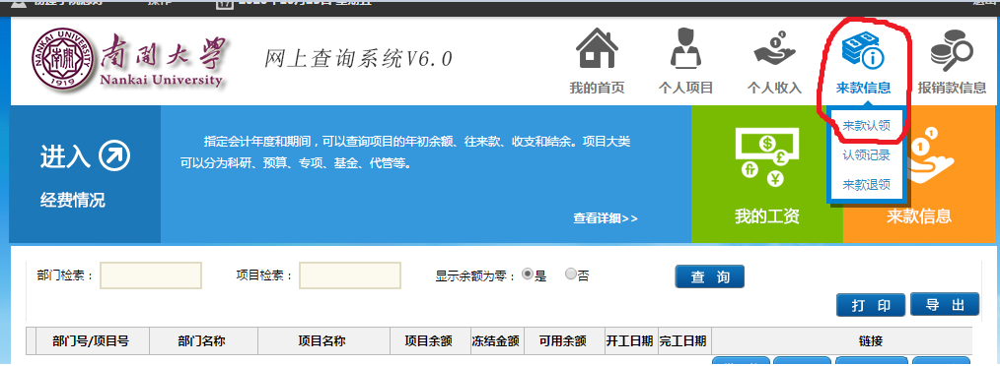 南開大學
Nankai University
NANKAI UNIVERSITY
1919
网上查询系统V6.0
我的首页 个人项目 个人收入 来款信息 报销款信息
来款认领
认领记录
来款退领
进入
经费情况
指定会计年度和期间，可以查询项目的年初余额、往来款、收支和结余。项目大类
可以分为科研、预算、专项、基金、代管等。
查看详细>>
我的工资
来款信息
部门检索： 项目检索： 显示余额为零： 是 否 查 询
打 印 导 出
部门号/项目号 部门名称 项目名称 项目余额 冻结金额 可用余额 开工日期 完工日期 链接